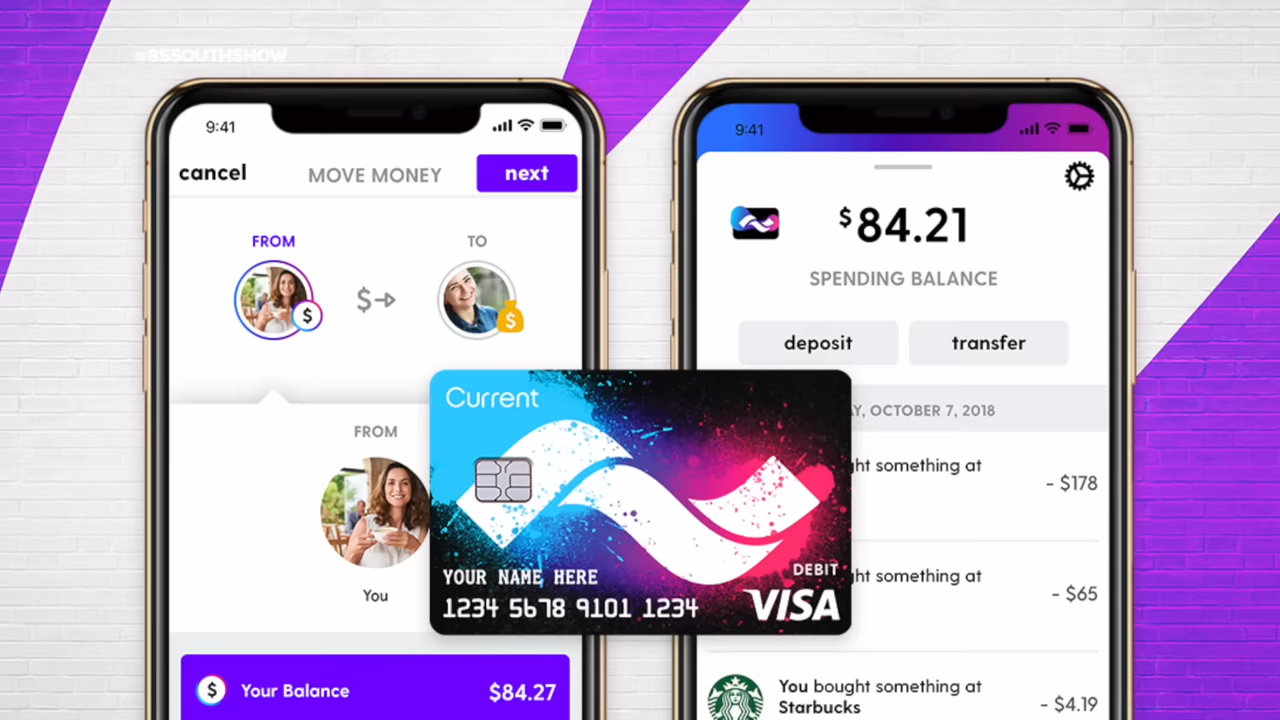 #85SOUTHSHOW
9:41
cancel
MOVE MONEY
next
FROM
TO
$
$
$
FROM
You
$
Your Balance
$84.27
9:41
$84.21
SPENDING BALANCE
deposit
transfer
AY, OCTOBER 7, 2018
ght something at
- $178
ght something at
- $65
You bought something at
Starbucks
- $4.19
Current
YOUR NAME HERE
1234 5678 9101 1234
DEBIT
VISA